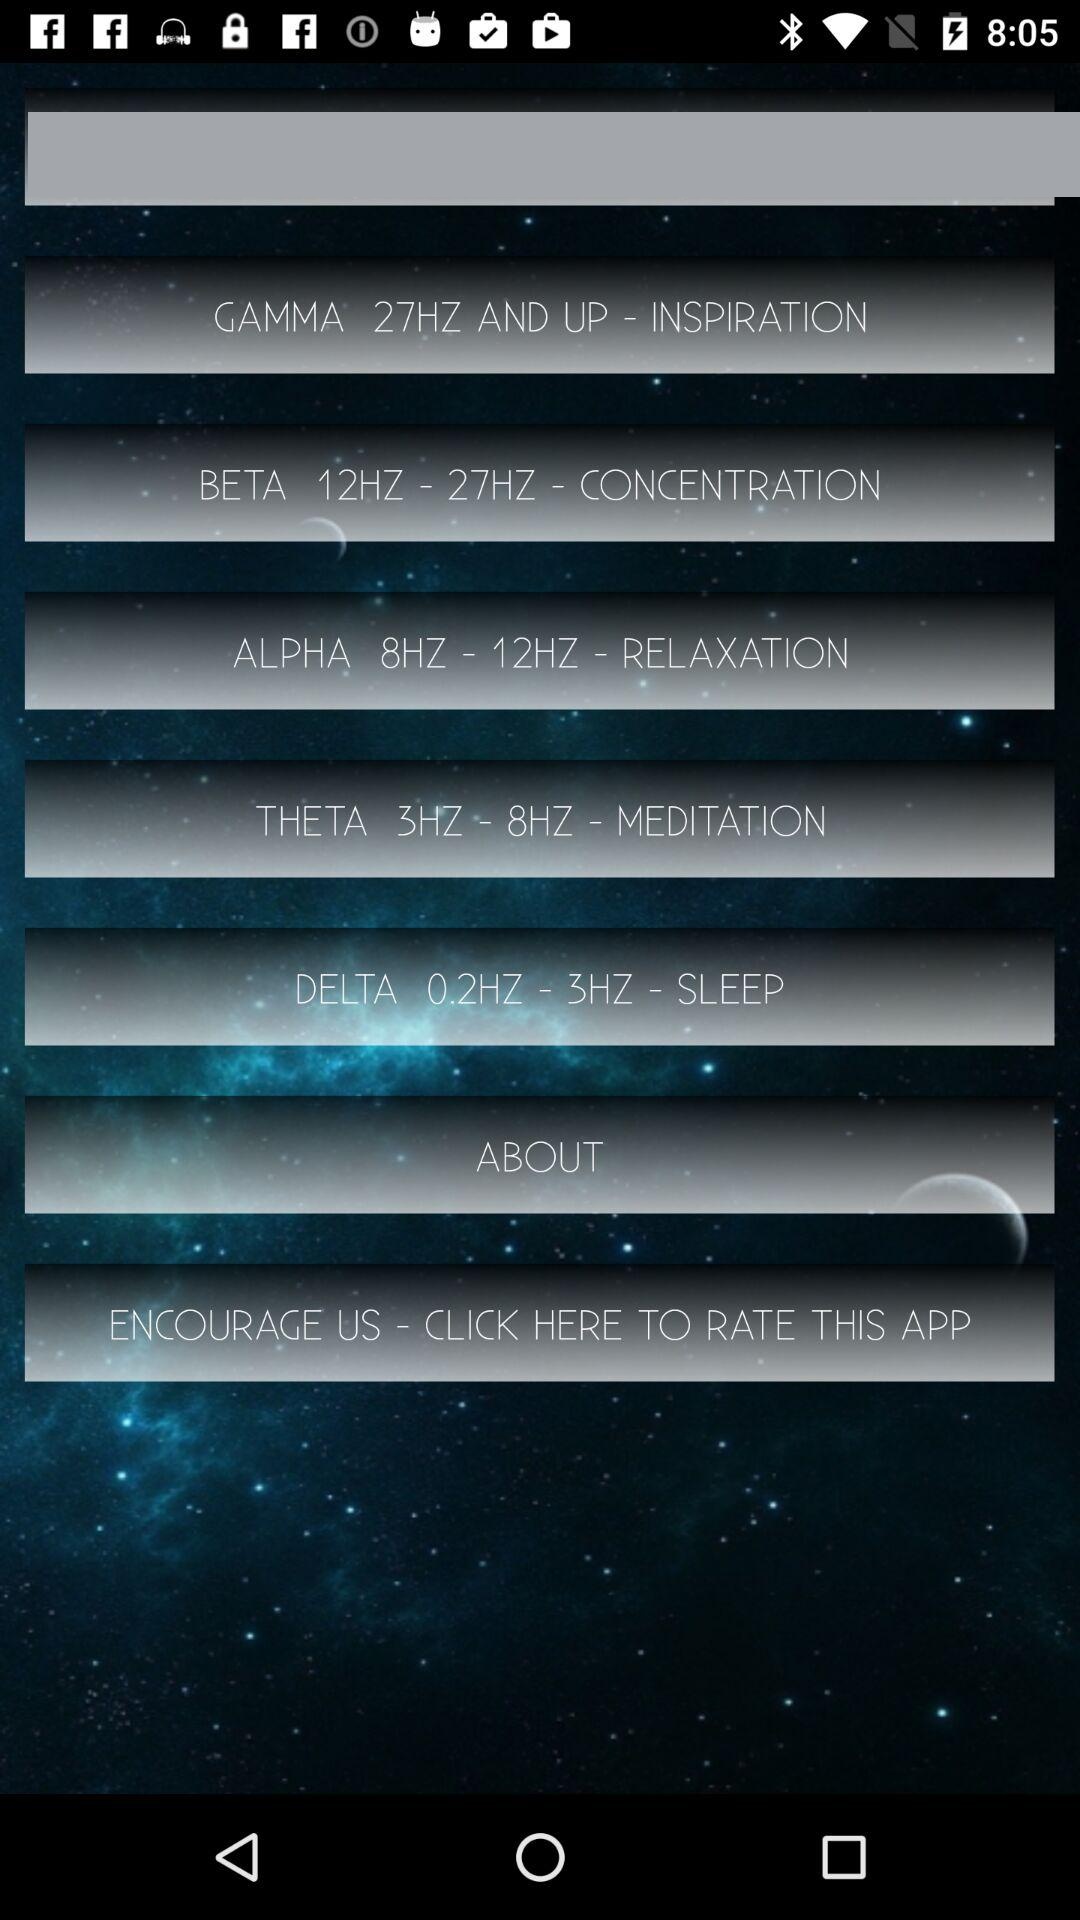 8:05
GAMMA 27HZ AND UP - INSPIRATION
BETA 12HZ - 27HZ - CONCENTRATION
ALPHA 8HZ - 12HZ - RELAXATION
THETA 3HZ - 8HZ - MEDITATION
DELTA 0.2HZ - 3HZ - SLEEP
ABOUT
ENCOURAGE US - CLICK HERE TO RATE THIS APP